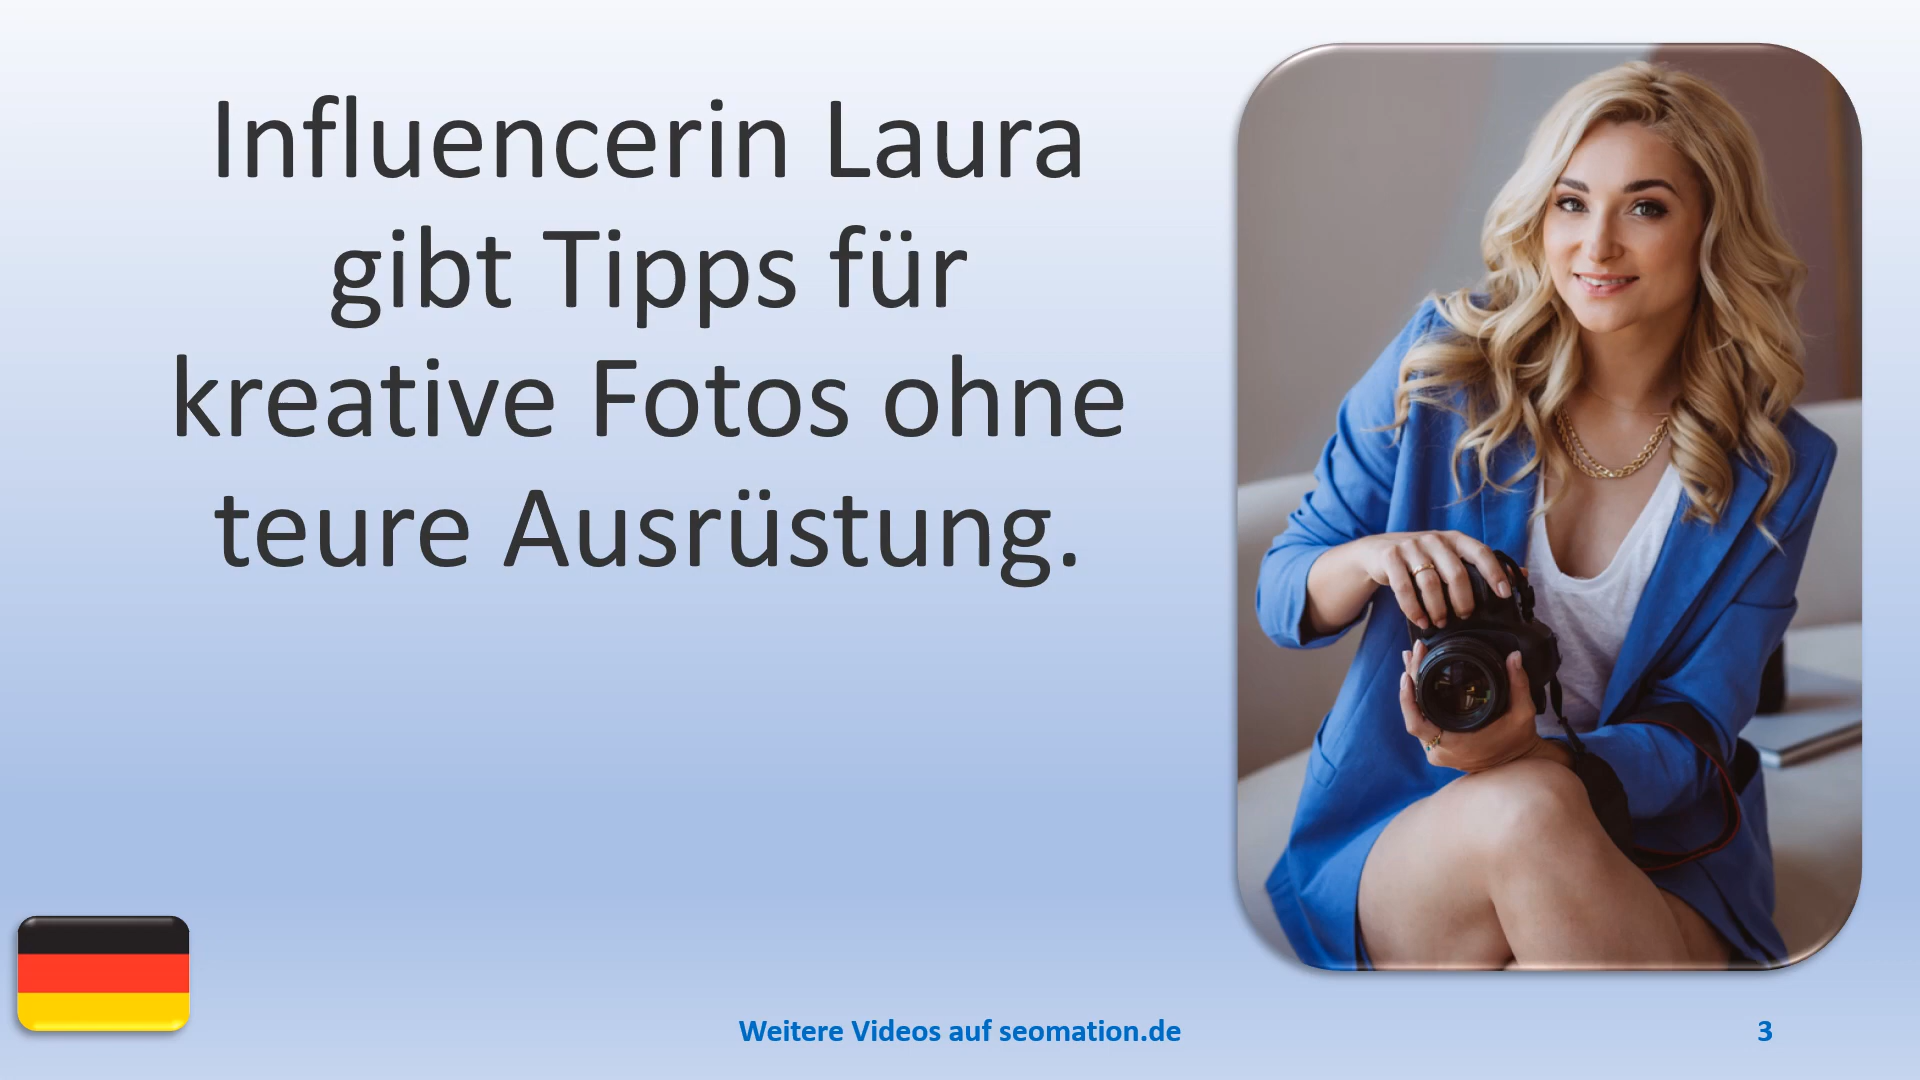 Influencerin Laura
gibt Tipps für
kreative Fotos ohne
teure Ausrüstung.
Weitere Videos auf seomation.de
3